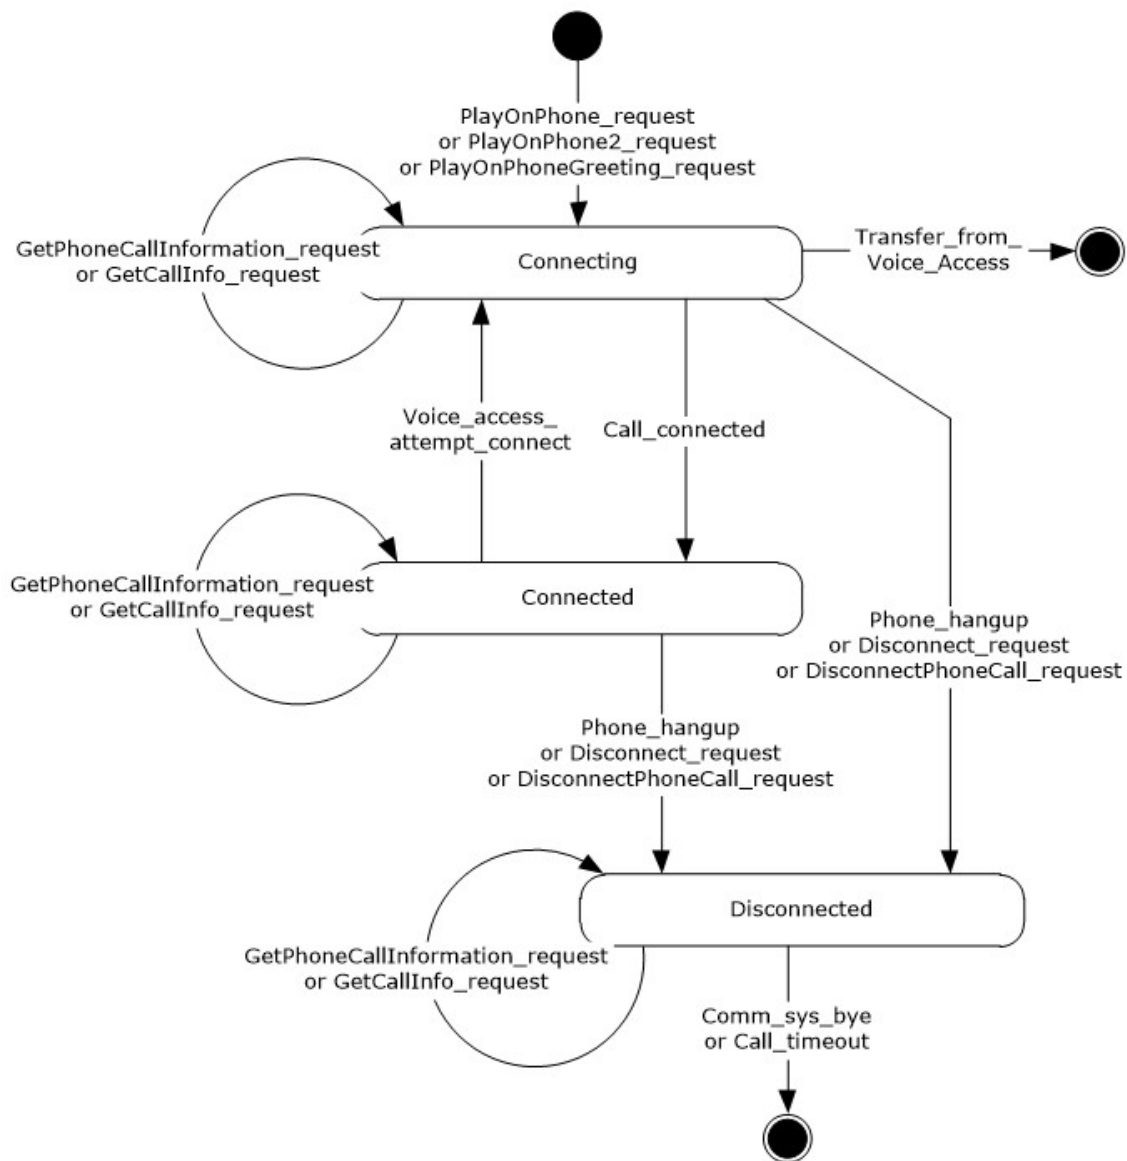 PlayOnPhone_request
or PlayOnPhone2_request
or PlayOnPhoneGreeting_request
GetPhoneCallInformation_request
or GetCallInfo_request
Connecting
Transfer_from_
Voice_Access
Voice_access_
attempt_connect
Call_connected
GetPhoneCallInformation_request
or GetCallInfo_request
Connected
Phone_hangup
or Disconnect_request
or DisconnectPhoneCall_request
Phone_hangup
or Disconnect_request
or DisconnectPhoneCall_request
Disconnected
GetPhoneCallInformation_request
or GetCallInfo_request
Comm_sys_bye
or Call_timeout